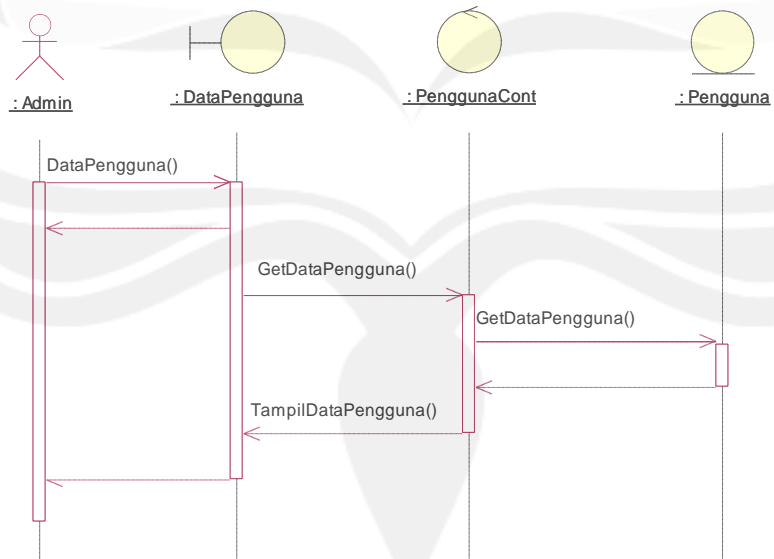 : Admin
: DataPengguna
: PenggunaCont
: Pengguna
DataPengguna()
GetDataPengguna()
GetDataPengguna()
TampilDataPengguna()